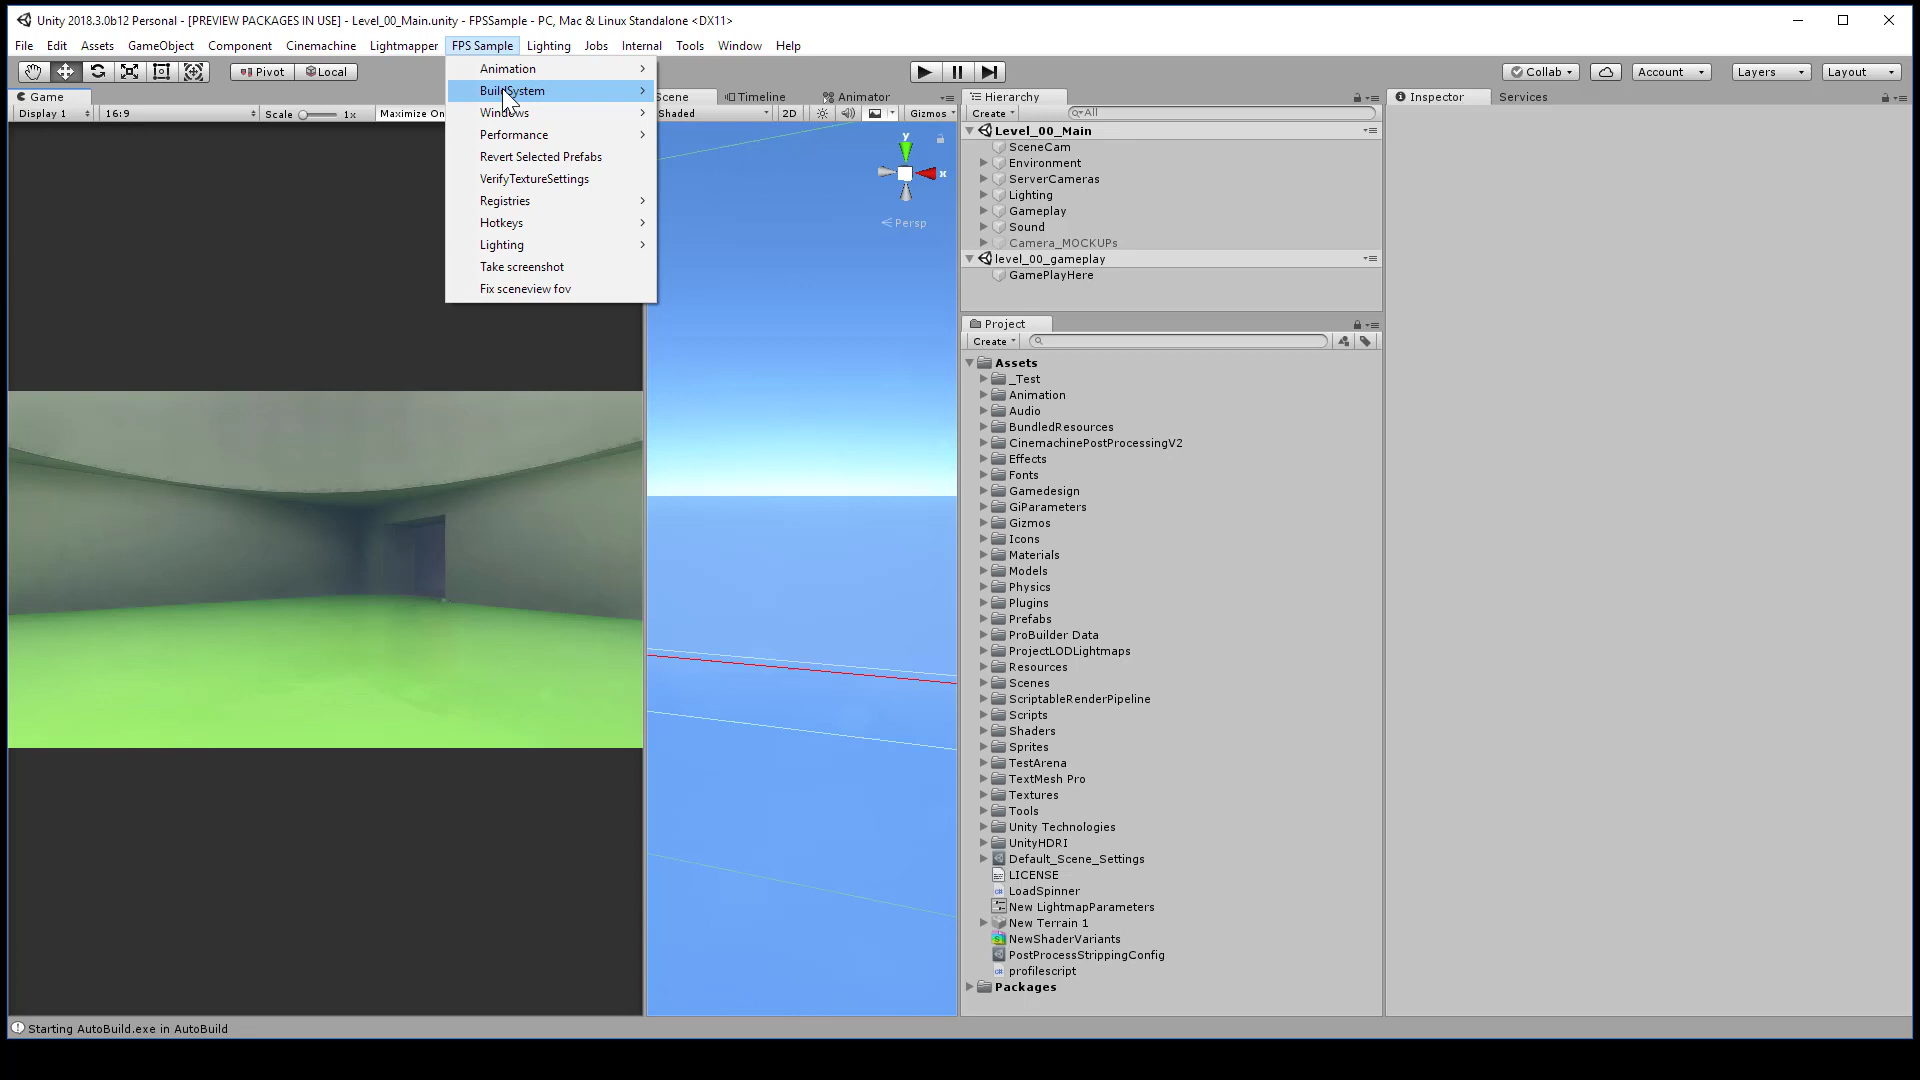 Unity 2018.3.0b12 Personal - [PREVIEW PACKAGES IN USE] - Level_00_Main.unity - FPSSample - PC, Mac & Linux Standalone <DX11>
File Edit Assets GameObject Component Cinemachine Lightmapper FPS Sample Lighting Jobs Internal Tools Window Help
Pivot Local
Collab Account Layers Layout
Animation
BuildSystem
Windows
Performance
Revert Selected Prefabs
VerifyTextureSettings
Registries
Hotkeys
Lighting
Take screenshot
Fix sceneview fov
Game
Display 1 16:9 Scale 1x Maximize On
Scene Timeline Animator
Shaded 2D Gizmos
y
x
Persp
Hierarchy
Create All
Level_00_Main
SceneCam
Environment
ServerCameras
Lighting
Gameplay
Sound
Camera_MOCKUPs
level_00_gameplay
GamePlayHere
Project
Create
Assets
_Test
Animation
Audio
BundledResources
CinemachinePostProcessingV2
Effects
Fonts
Gamedesign
GiParameters
Gizmos
Icons
Materials
Models
Physics
Plugins
Prefabs
ProBuilder Data
ProjectLODLightmaps
Resources
Scenes
ScriptableRenderPipeline
Scripts
Shaders
Sprites
TestArena
TextMesh Pro
Textures
Tools
Unity Technologies
UnityHDRI
Default_Scene_Settings
LICENSE
LoadSpinner
New LightmapParameters
New Terrain 1
NewShaderVariants
PostProcessStrippingConfig
profilescript
Packages
Inspector Services
Starting AutoBuild.exe in AutoBuild